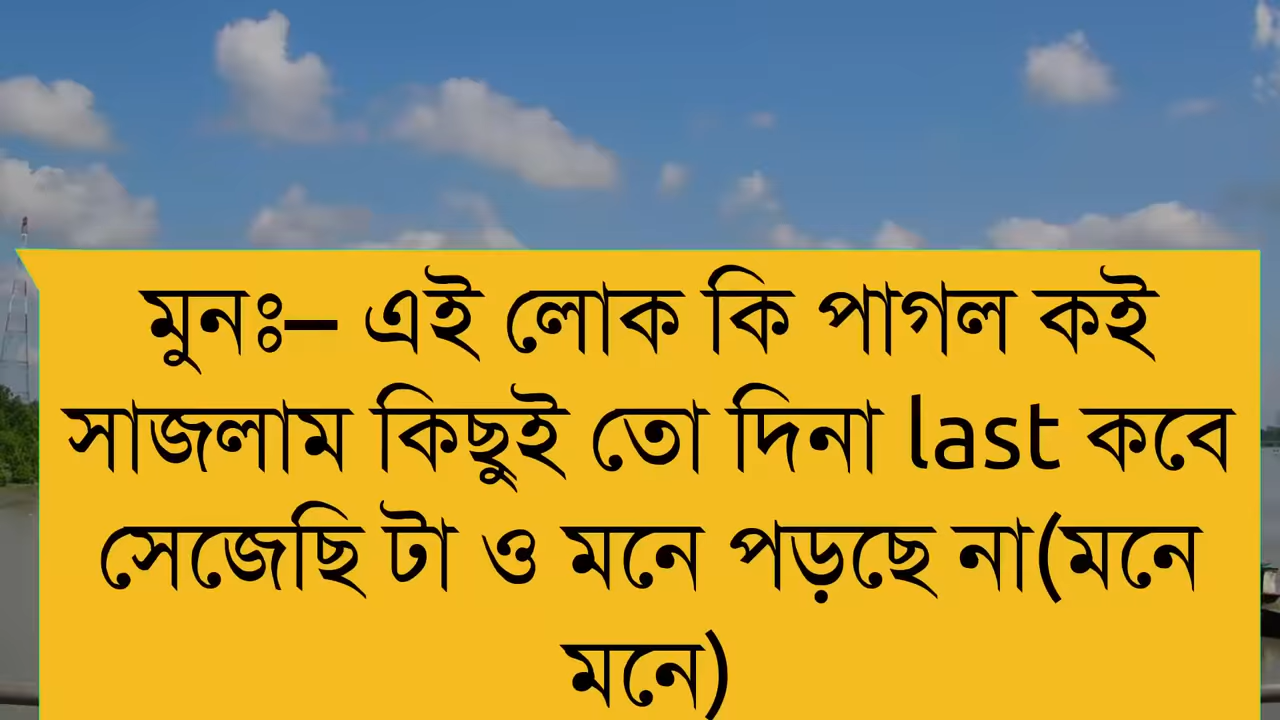 মুনঃ– এই লোক কি পাগল কই
সাজলাম কিছুই তো দিনা last কবে
সেজেছি টা ও মনে পড়ছে না(মনে
মনে)